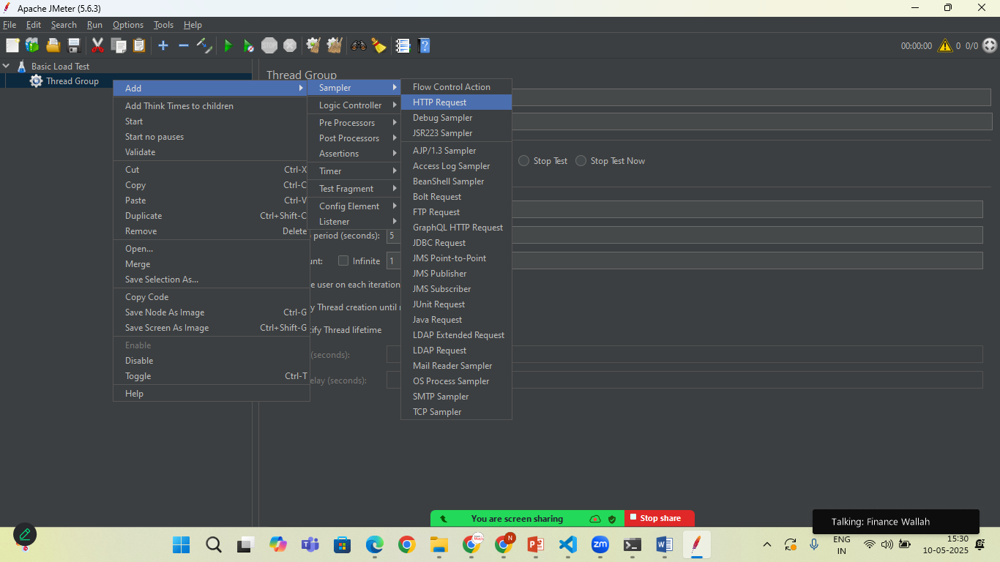 Apache JMeter (5.6.3)
File Edit Search Run Options Tools Help
STOP
00:00:00 0 0/0
Basic Load Test
Thread Group
Thread Group
Add
Add Think Times to children
Start
Start no pauses
Validate
Cut Ctrl-X
Copy Ctrl-C
Paste Ctrl-V
Duplicate Ctrl+Shift-C
Remove Delete
Open...
Merge
Save Selection As...
Copy Code
Save Node As Image Ctrl-G
Save Screen As Image Ctrl+Shift-G
Enable
Disable
Toggle Ctrl-T
Help
Sampler
Logic Controller
Pre Processors
Post Processors
Assertions
Timer
Test Fragment
Config Element
Listener
Flow Control Action
HTTP Request
Debug Sampler
JSR223 Sampler
AJP/1.3 Sampler
Access Log Sampler
BeanShell Sampler
Bolt Request
FTP Request
GraphQL HTTP Request
JDBC Request
JMS Point-to-Point
JMS Publisher
JMS Subscriber
JUnit Request
Java Request
LDAP Extended Request
LDAP Request
Mail Reader Sampler
OS Process Sampler
SMTP Sampler
TCP Sampler
Stop Test Stop Test Now
period (seconds): 5
unt: Infinite 1
e user on each iteration
y Thread creation until
ify Thread lifetime
(seconds):
elay (seconds):
You are screen sharing Stop share
Talking: Finance Wallah
zm
ENG
IN
15:30
10-05-2025